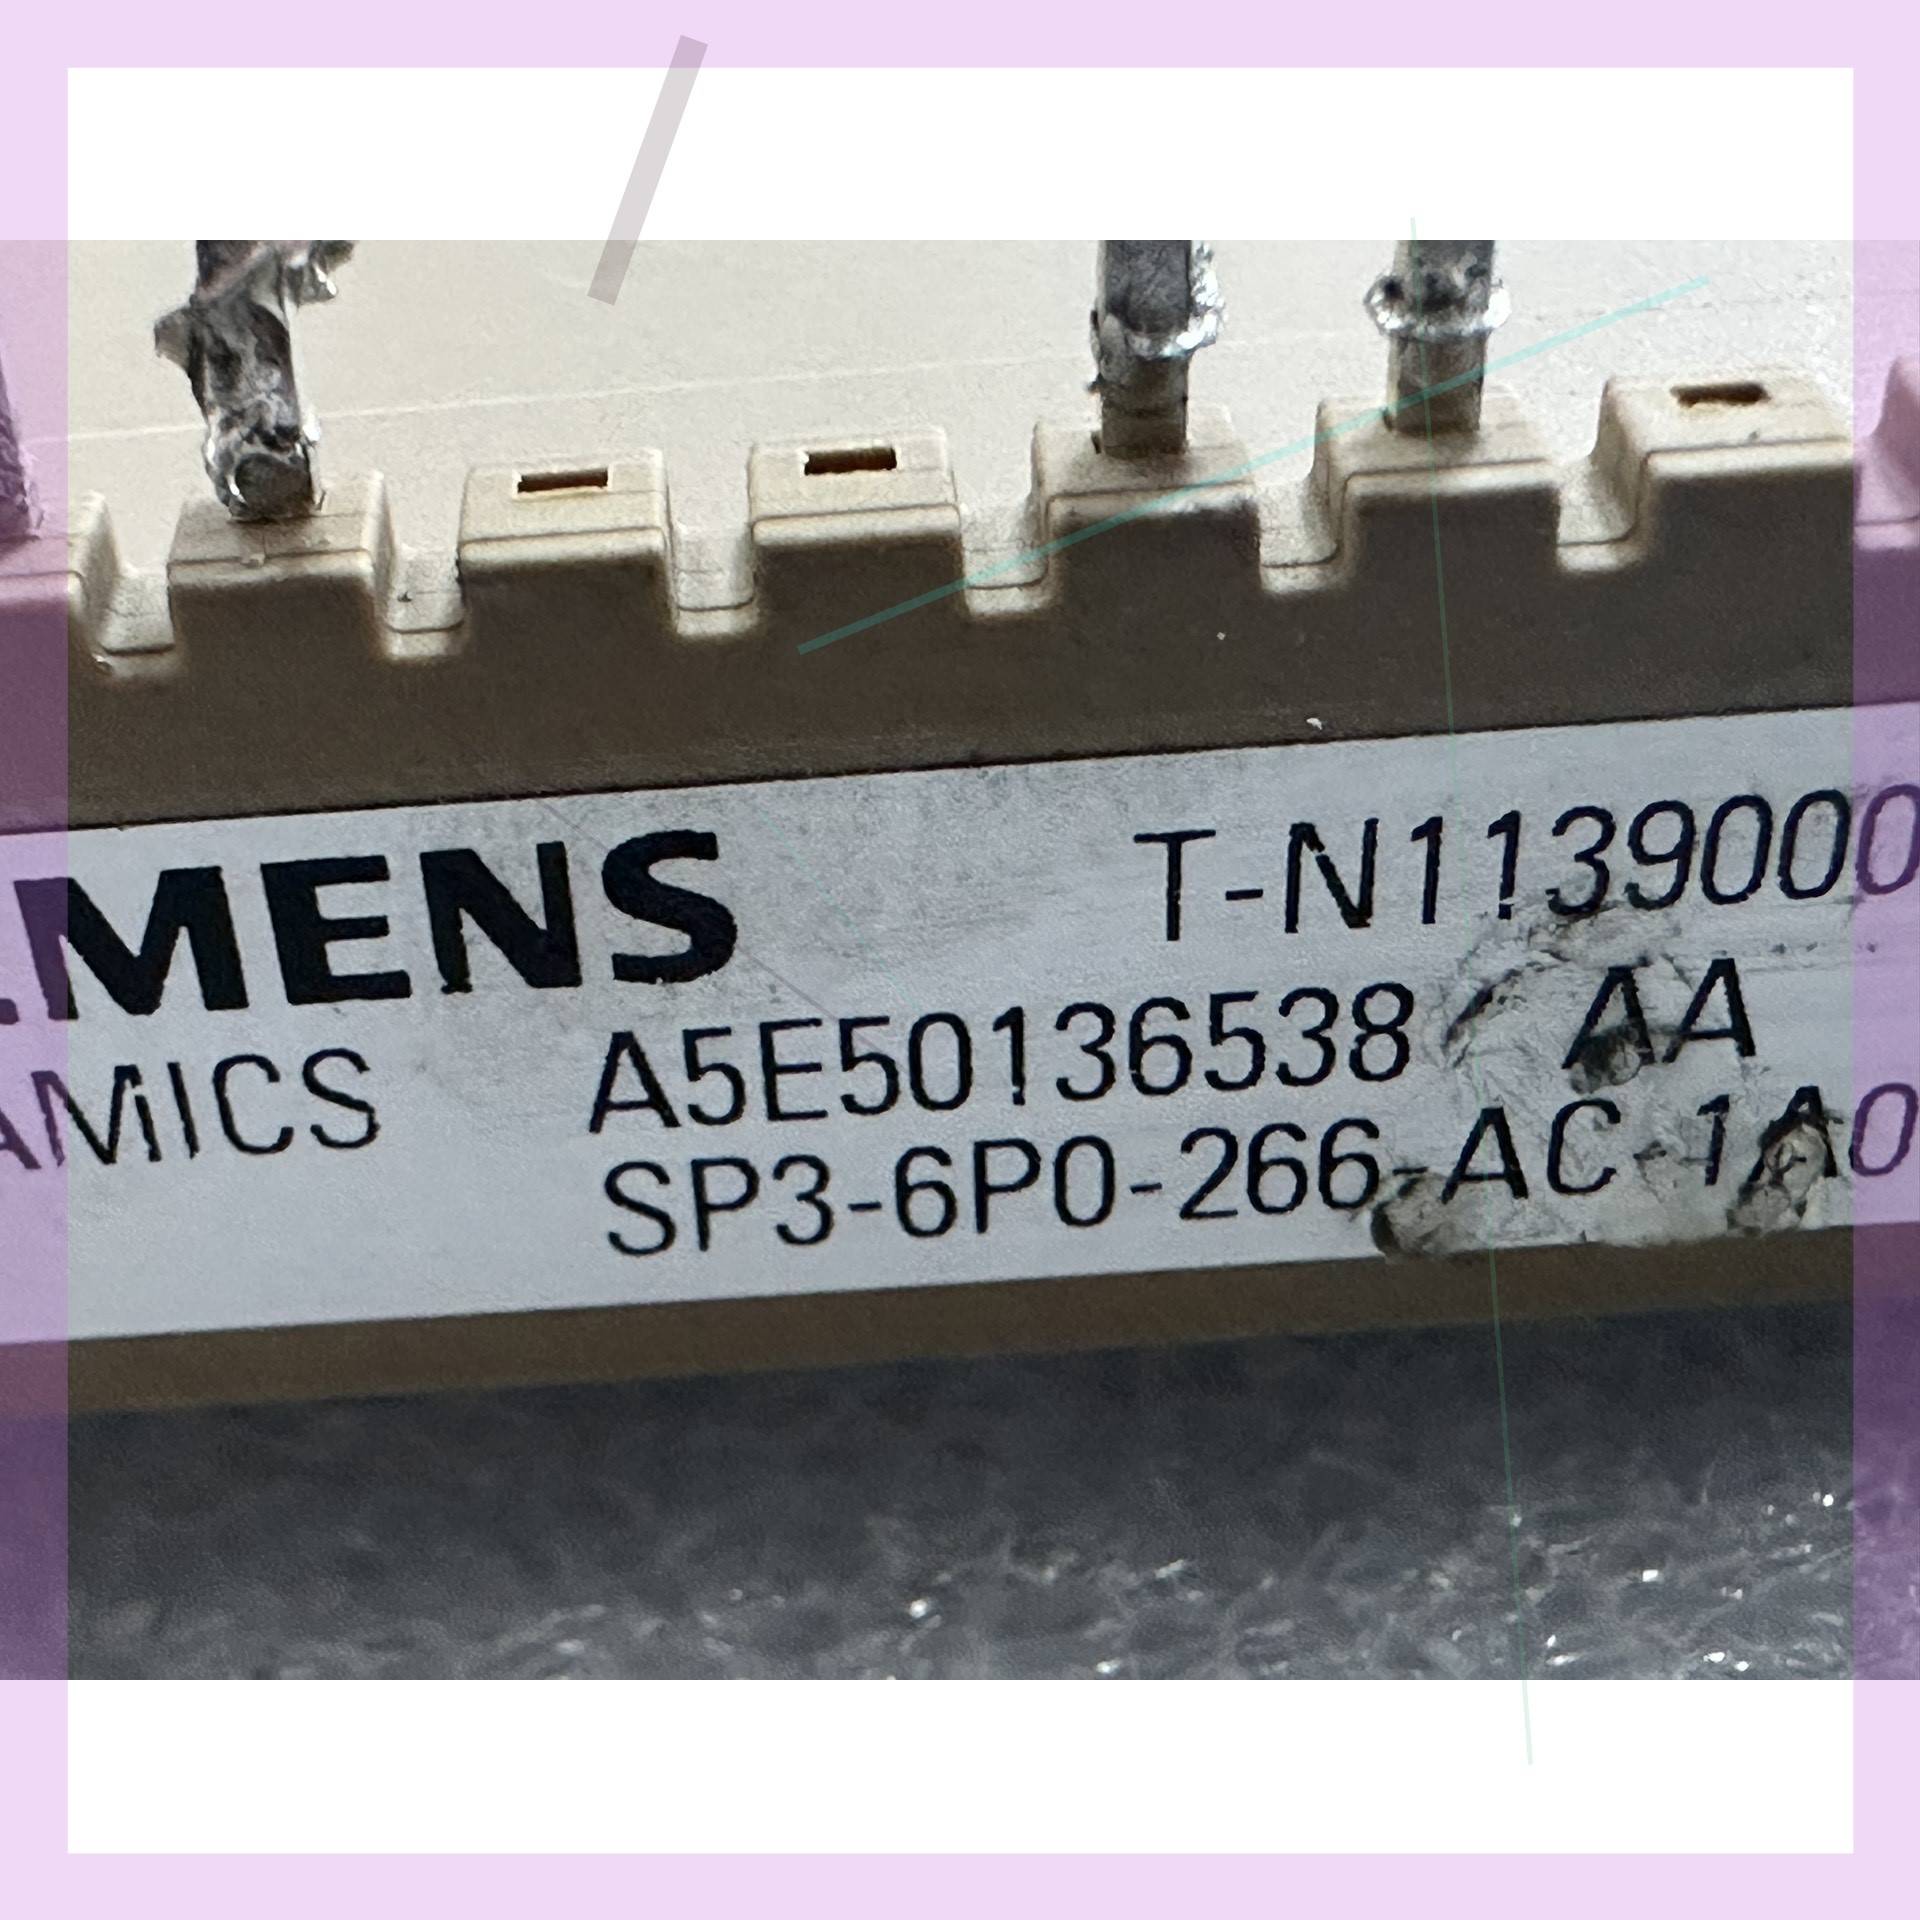 MENS T-N1139000
AMICS A5E50136538 AA
SP3-6P0-266-AC-1A0